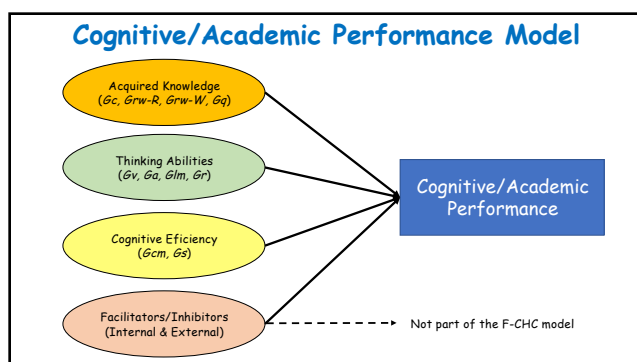 Cognitive/Academic Performance Model
Acquired Knowledge
(Gc, Grw-R, Grw-W, Gq)
Thinking Abilities
(Gv, Ga, Glm, Gr)
Cognitive Eficiency
(Gcm, Gs)
Facilitators/Inhibitors
(Internal & External)
Cognitive/Academic
Performance
Not part of the F-CHC model